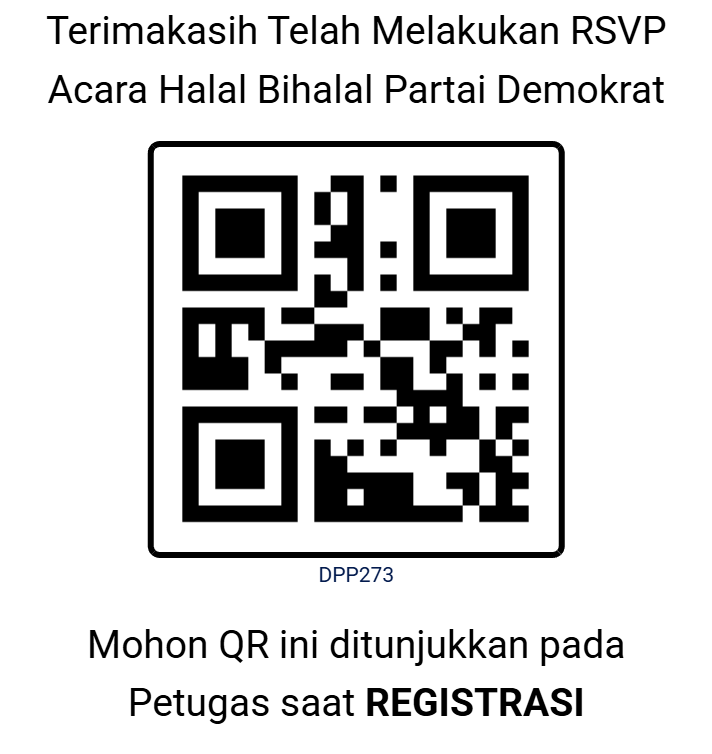 Terimakasih Telah Melakukan RSVP
Acara Halal Bihalal Partai Demokrat
DPP273
Mohon QR ini ditunjukkan pada
Petugas saat REGISTRASI